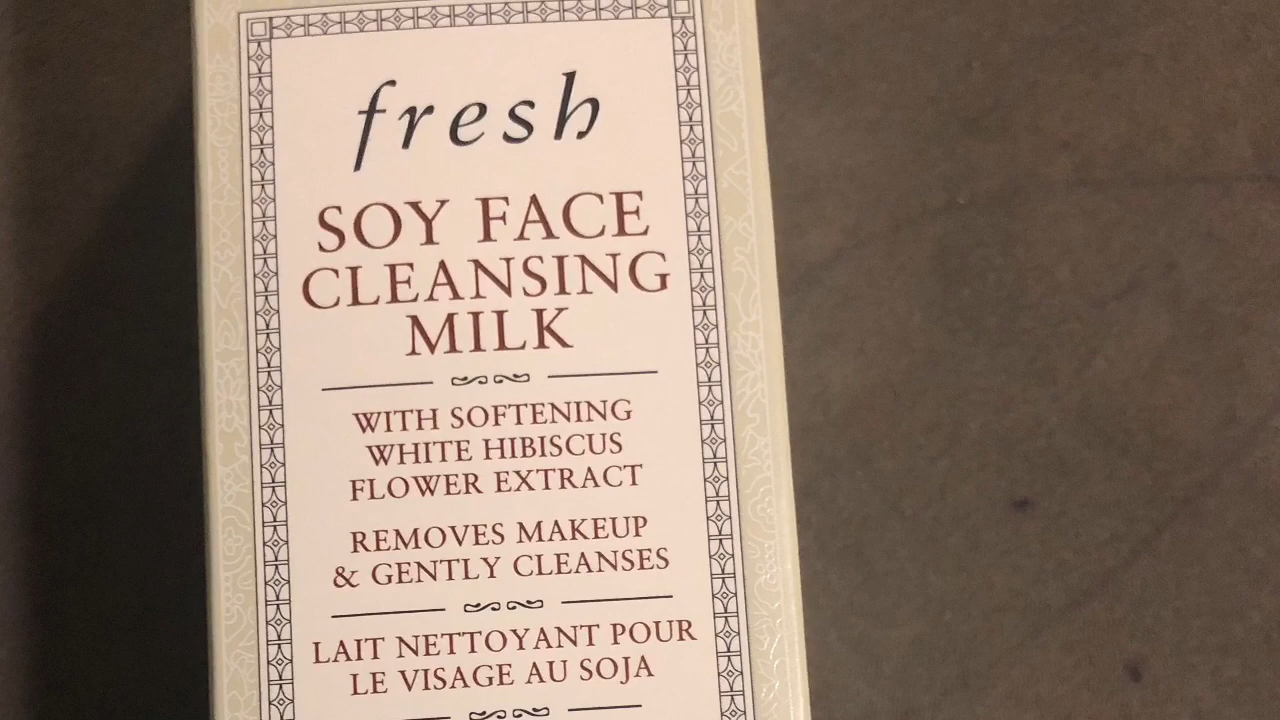 fresh
SOY FACE
CLEANSING
MILK
WITH SOFTENING
WHITE HIBISCUS
FLOWER EXTRACT
REMOVES MAKEUP
& GENTLY CLEANSES
LAIT NETTOYANT POUR
LE VISAGE AU SOJA